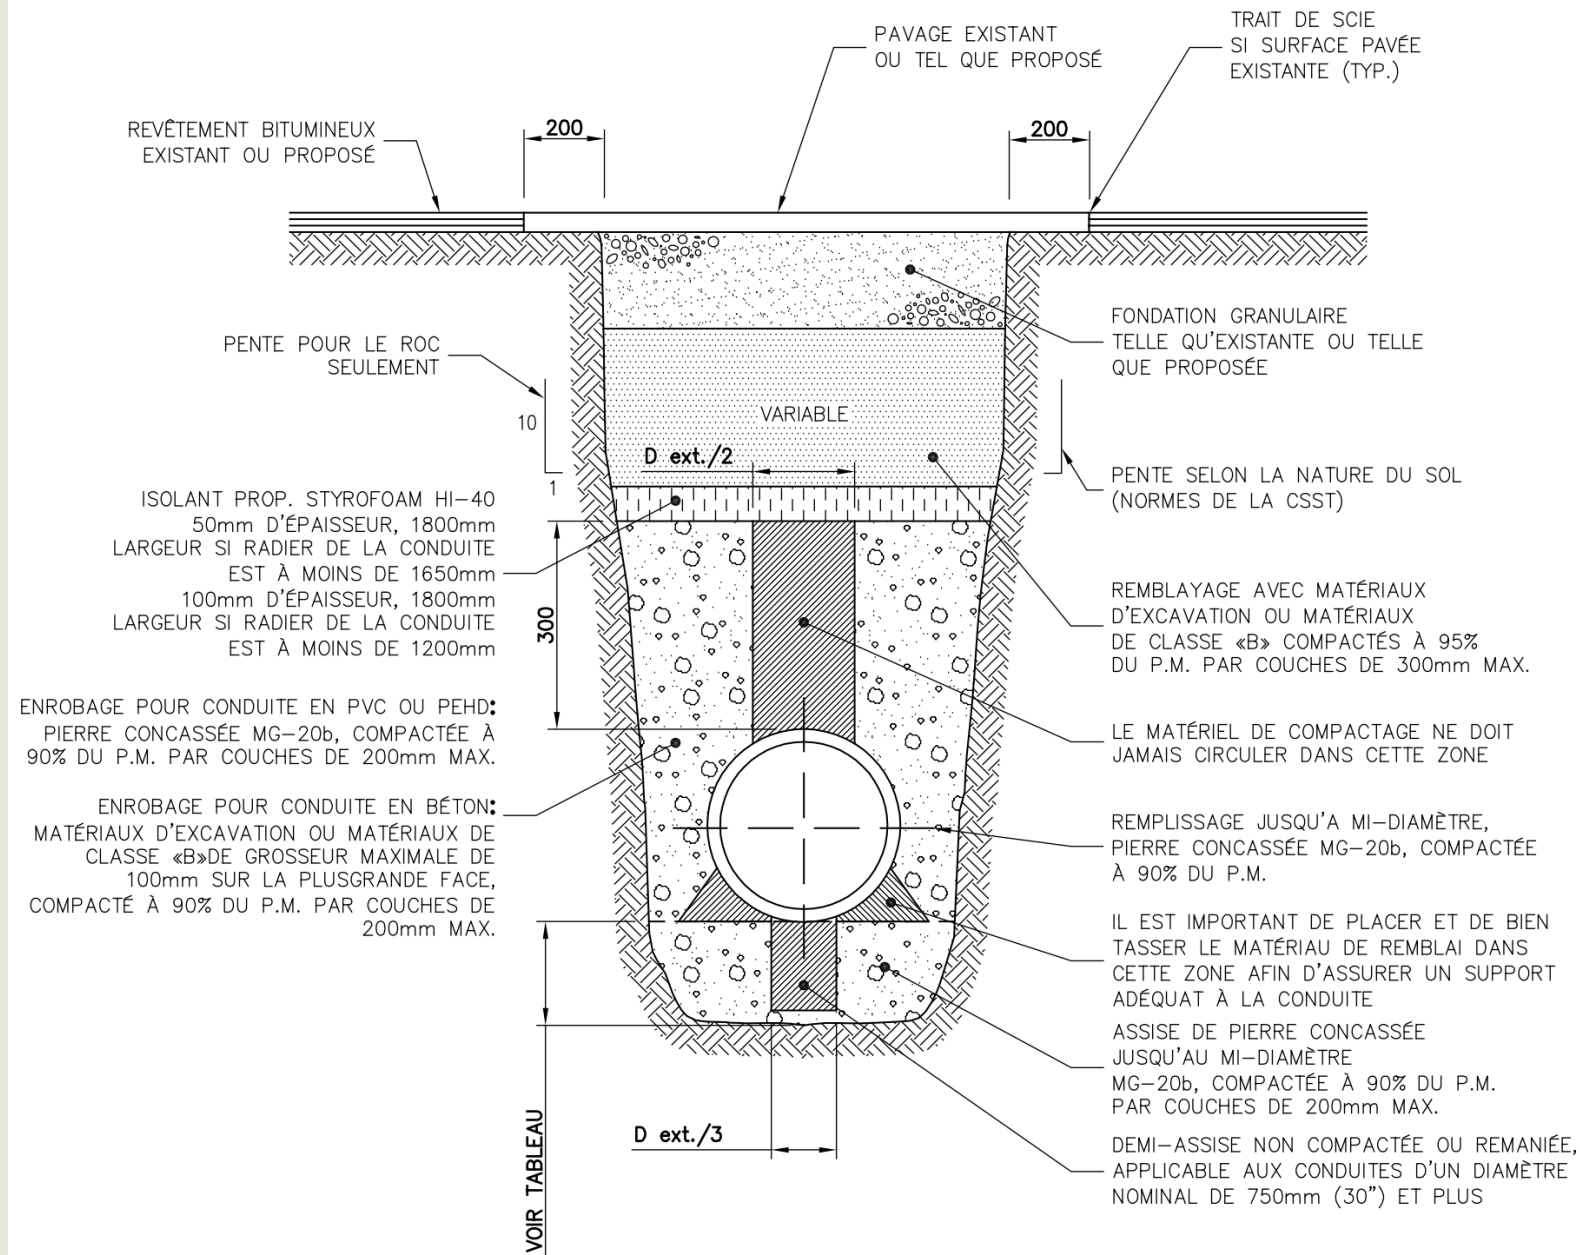 PAVAGE EXISTANT
OU TEL QUE PROPOSÉ
TRAIT DE SCIE
SI SURFACE PAVÉE
EXISTANTE (TYP.)
REVÊTEMENT BITUMINEUX
EXISTANT OU PROPOSÉ
200
200
PENTE POUR LE ROC
SEULEMENT
10
1
FONDATION GRANULAIRE
TELLE QU'EXISTANTE OU TELLE
QUE PROPOSÉE
VARIABLE
D ext./2
PENTE SELON LA NATURE DU SOL
(NORMES DE LA CSST)
ISOLANT PROP. STYROFOAM HI-40
50mm D'ÉPAISSEUR, 1800mm
LARGEUR SI RADIER DE LA CONDUITE
EST À MOINS DE 1650mm
100mm D'ÉPAISSEUR, 1800mm
LARGEUR SI RADIER DE LA CONDUITE
EST À MOINS DE 1200mm
300
REMBLAYAGE AVEC MATÉRIAUX
D'EXCAVATION OU MATÉRIAUX
DE CLASSE «B» COMPACTÉS À 95%
DU P.M. PAR COUCHES DE 300mm MAX.
ENROBAGE POUR CONDUITE EN PVC OU PEHD:
PIERRE CONCASSÉE MG-20b, COMPACTÉE À
90% DU P.M. PAR COUCHES DE 200mm MAX.
LE MATÉRIEL DE COMPACTAGE NE DOIT
JAMAIS CIRCULER DANS CETTE ZONE
ENROBAGE POUR CONDUITE EN BÉTON:
MATÉRIAUX D'EXCAVATION OU MATÉRIAUX DE
CLASSE «B»DE GROSSEUR MAXIMALE DE
100mm SUR LA PLUSGRANDE FACE,
COMPACTÉ À 90% DU P.M. PAR COUCHES DE
200mm MAX.
REMPLISSAGE JUSQU'A MI-DIAMÈTRE,
PIERRE CONCASSÉE MG-20b, COMPACTÉE
À 90% DU P.M.
IL EST IMPORTANT DE PLACER ET DE BIEN
TASSER LE MATÉRIAU DE REMBLAI DANS
CETTE ZONE AFIN D'ASSURER UN SUPPORT
ADÉQUAT À LA CONDUITE
ASSISE DE PIERRE CONCASSÉE
JUSQU'AU MI-DIAMÈTRE
MG-20b, COMPACTÉE À 90% DU P.M.
PAR COUCHES DE 200mm MAX.
VOIR TABLEAU
D ext./3
DEMI-ASSISE NON COMPACTÉE OU REMANIÉE,
APPLICABLE AUX CONDUITES D'UN DIAMÈTRE
NOMINAL DE 750mm (30") ET PLUS